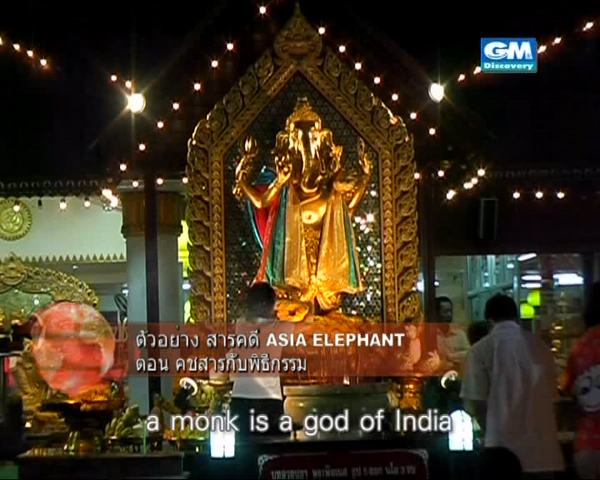 GM
Discovery
ตัวอย่าง สารคดี ASIA ELEPHANT
ตอน คชสารกับพิธีกรรม
a monk is a god of India